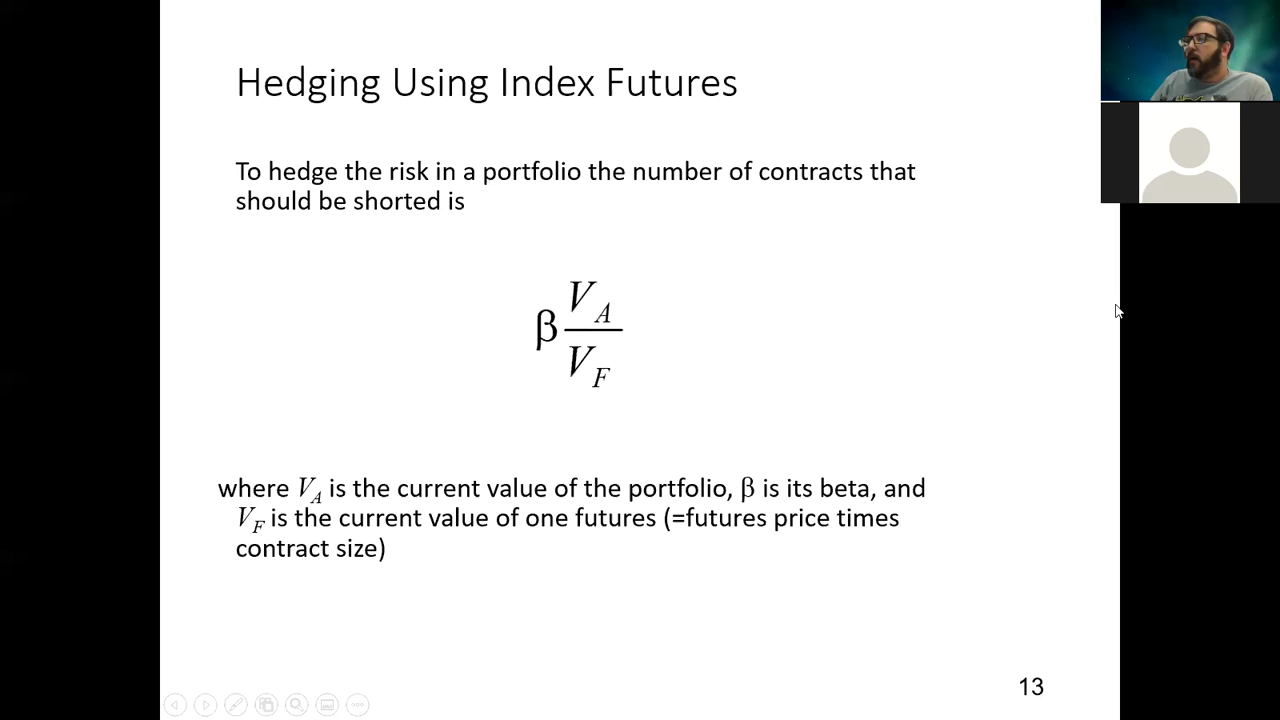 Hedging Using Index Futures
To hedge the risk in a portfolio the number of contracts that
should be shorted is
β V_A / V_F
where V_A is the current value of the portfolio, β is its beta, and
V_F is the current value of one futures (=futures price times
contract size)
13